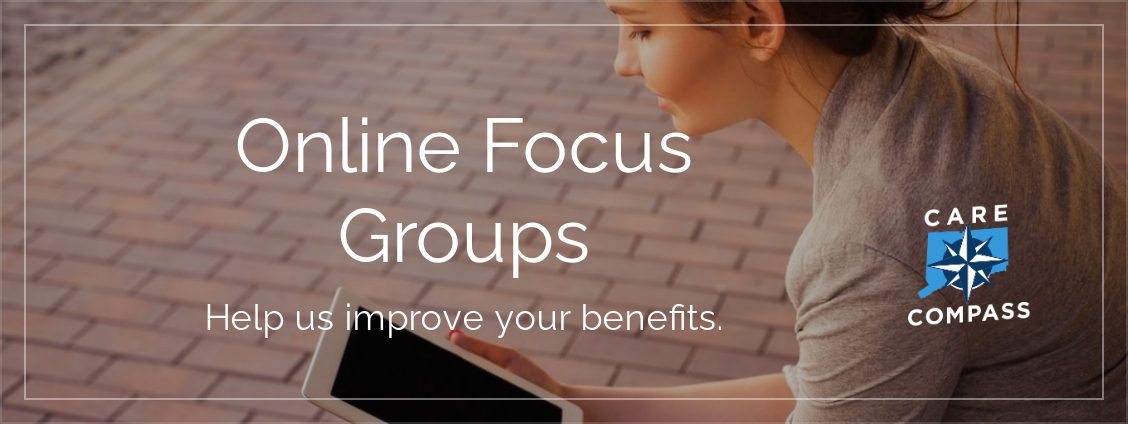 Online Focus
Groups
Help us improve your benefits.
CARE
COMPASS